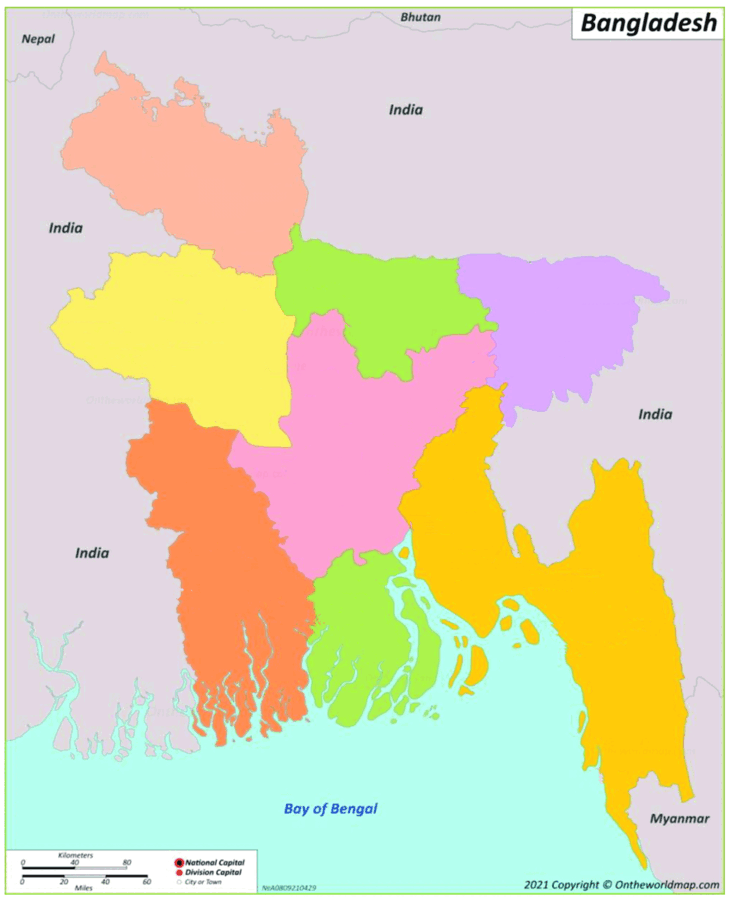 Bangladesh
Bhutan
Nepal
India
India
India
India
Bay of Bengal
Myanmar
Kilometers
0 40 80
0 20 40 60
Miles
National Capital
Division Capital
City or Town
2021 Copyright © Ontheworldmap.com